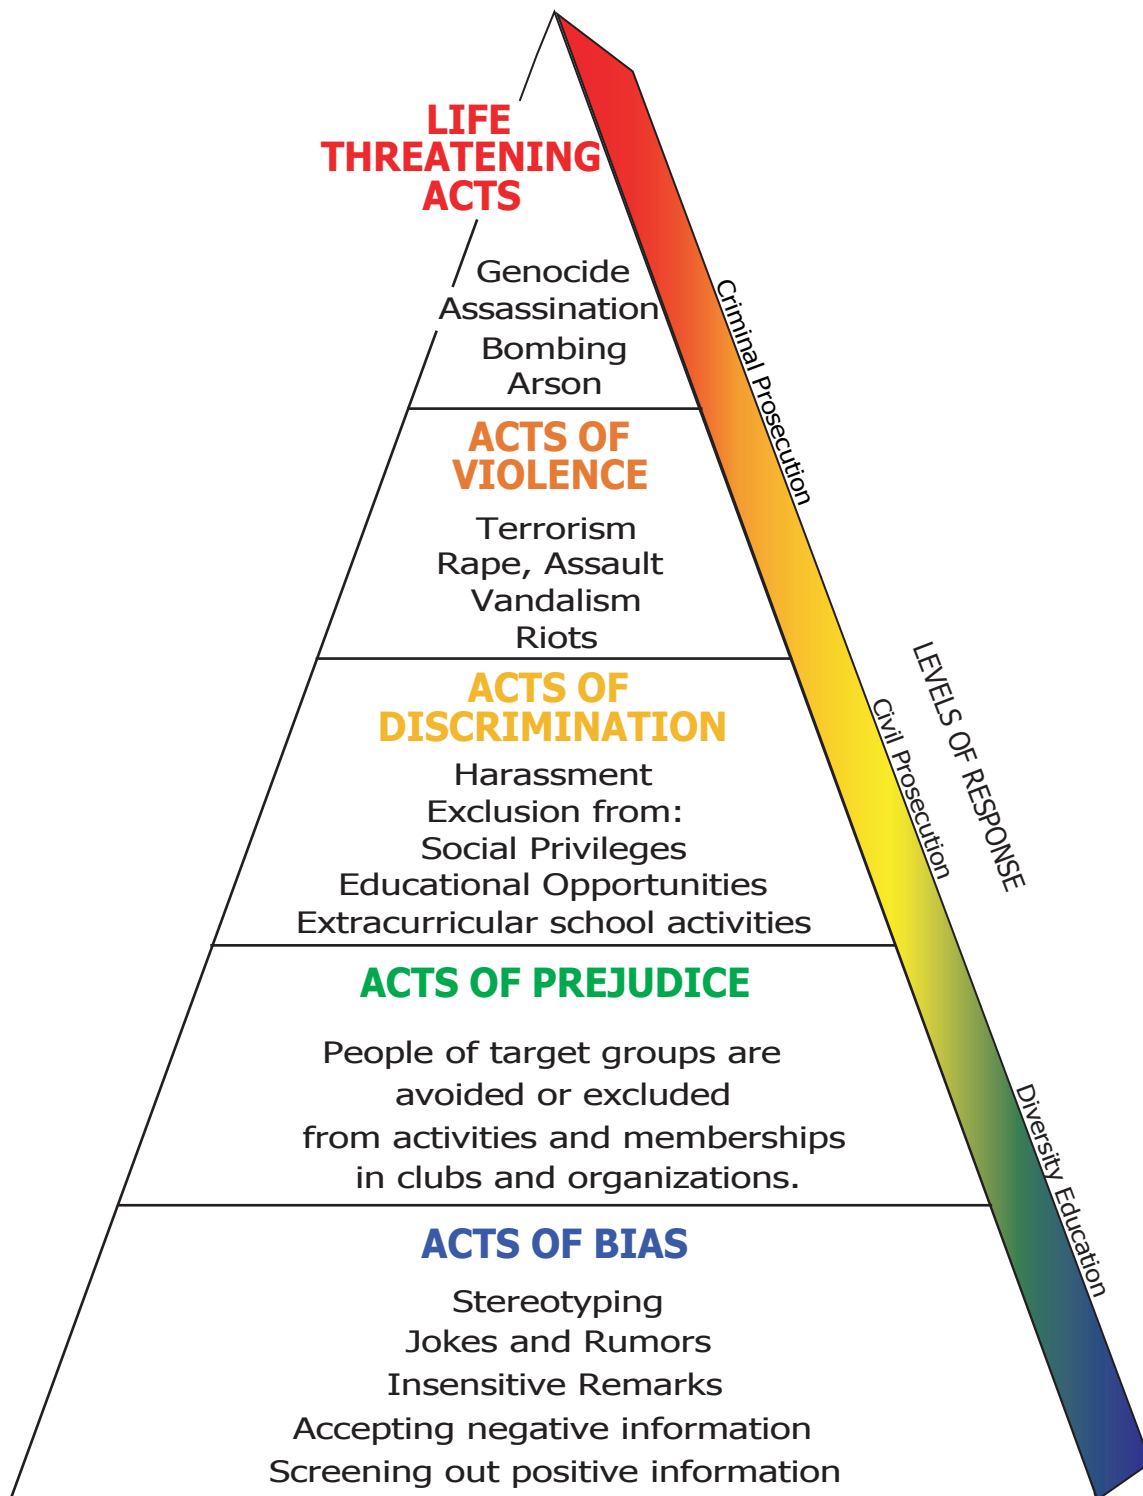 LIFE
THREATENING
ACTS
Genocide
Assassination
Bombing
Arson
ACTS OF
VIOLENCE
Terrorism
Rape, Assault
Vandalism
Riots
ACTS OF
DISCRIMINATION
Harassment
Exclusion from:
Social Privileges
Educational Opportunities
Extracurricular school activities
ACTS OF PREJUDICE
People of target groups are
avoided or excluded
from activities and memberships
in clubs and organizations.
ACTS OF BIAS
Stereotyping
Jokes and Rumors
Insensitive Remarks
Accepting negative information
Screening out positive information
Criminal Prosecution
Civil Prosecution
Diversity Education
LEVELS OF RESPONSE